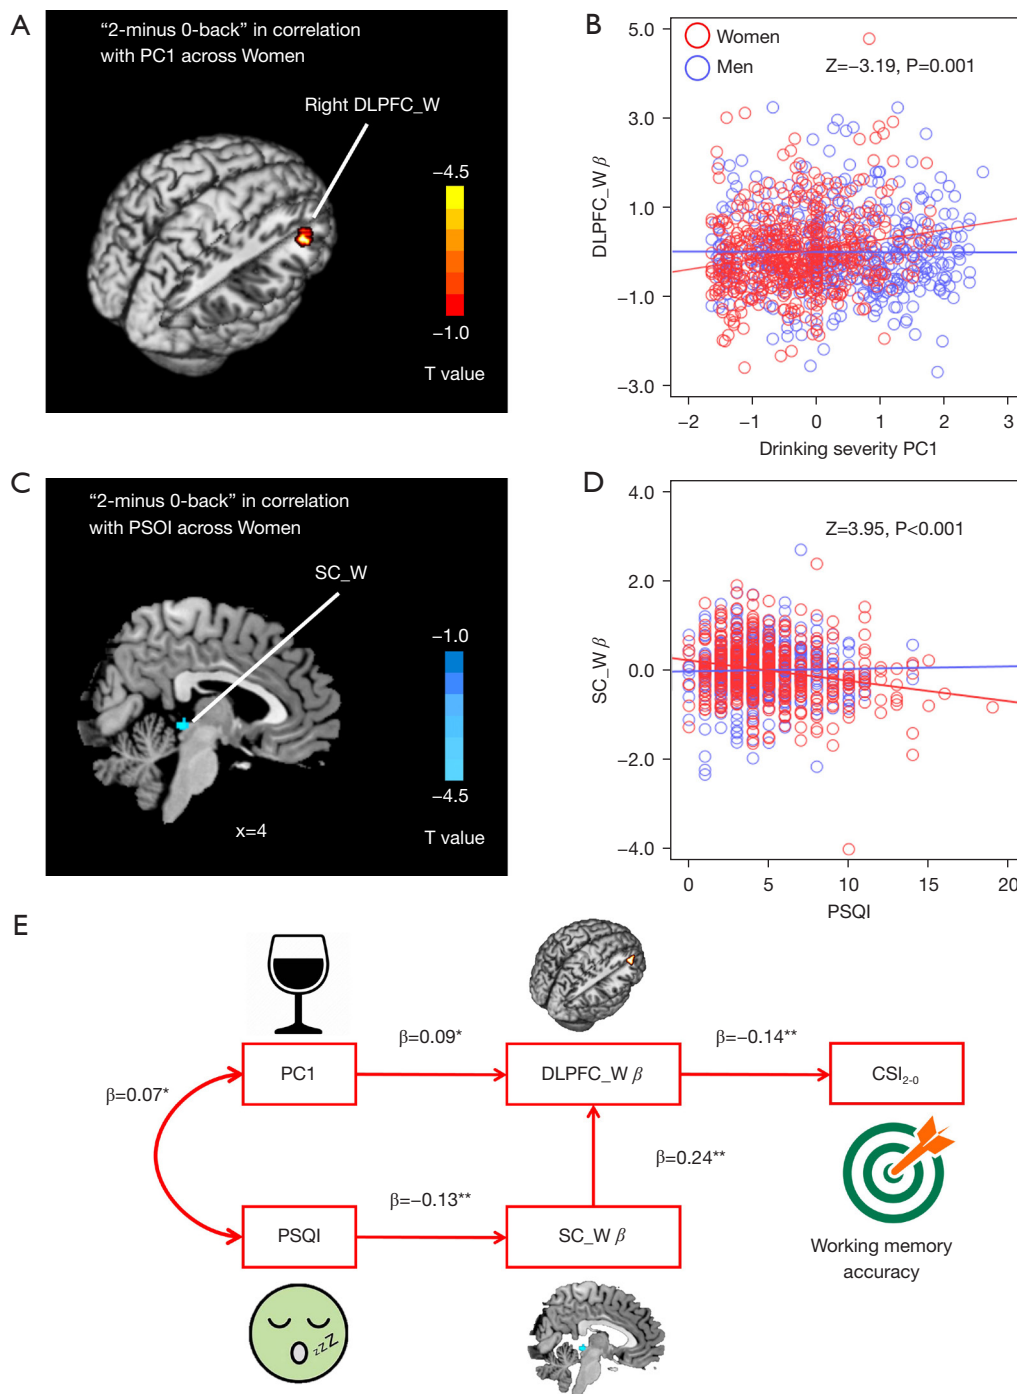 A
“2-minus 0-back” in correlation
with PC1 across Women
Right DLPFC_W
−4.5
−1.0
T value
B
Women
Men
Z=−3.19, P=0.001
5.0
3.0
1.0
−1.0
−3.0
DLPFC_W β
−2 −1 0 1 2 3
Drinking severity PC1
C
“2-minus 0-back” in correlation
with PSOI across Women
SC_W
−1.0
−4.5
T value
x=4
D
Z=3.95, P<0.001
4.0
2.0
0.0
−2.0
−4.0
SC_W β
0 5 10 15 20
PSQI
E
β=0.09*
β=−0.14**
PC1
DLPFC_W β
CSI2-0
β=0.07*
β=0.24**
β=−0.13**
PSQI
SC_W β
Working memory
accuracy
zzZ